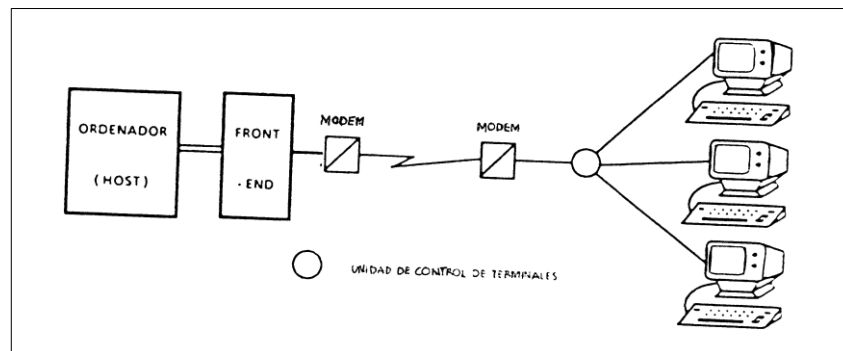 ORDENADOR
(HOST)
FRONT
.END
MODEM
MODEM
UNIDAD DE CONTROL DE TERMINALES